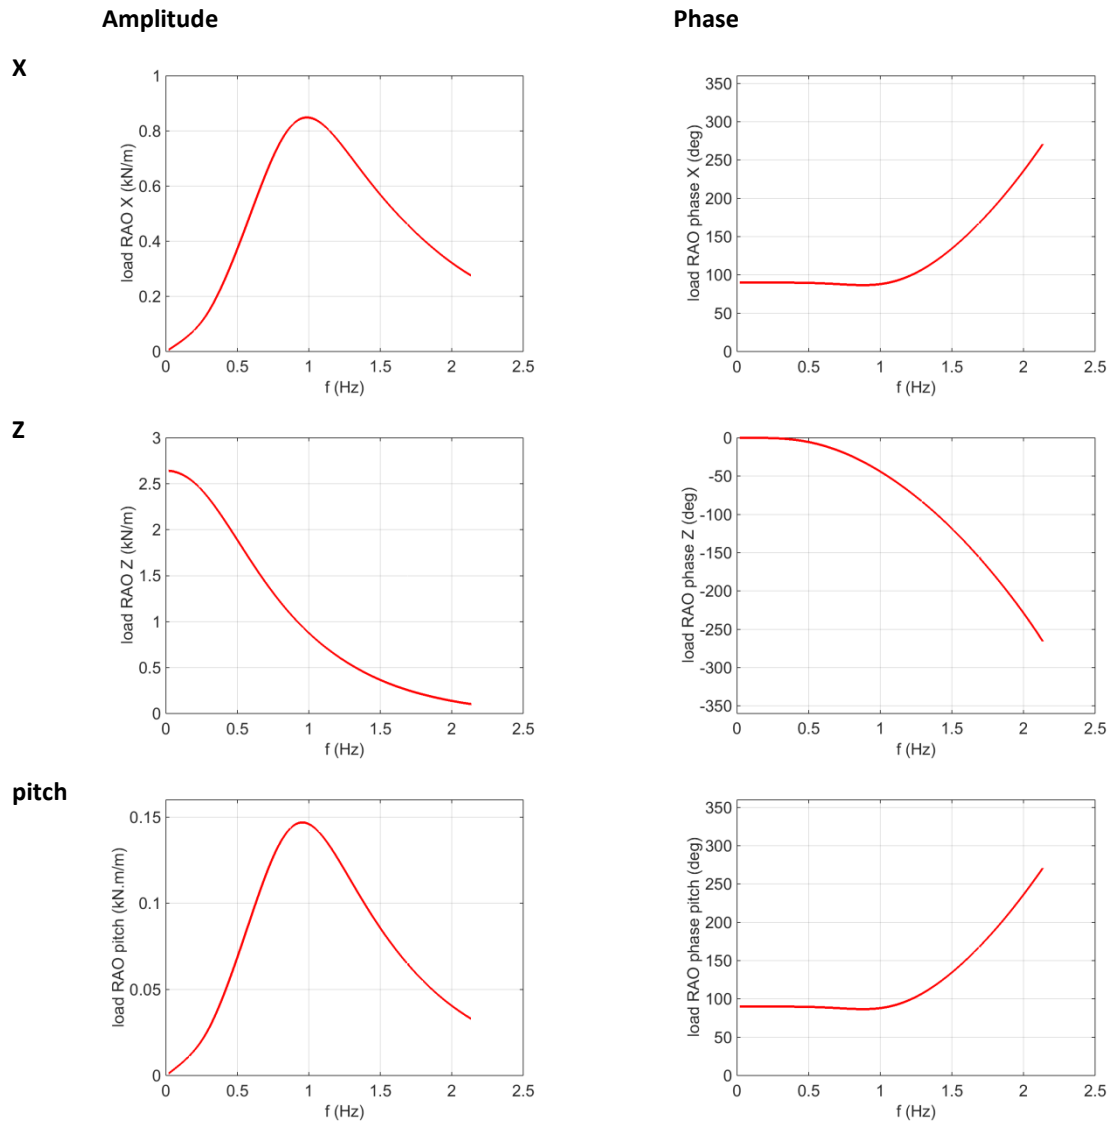 Amplitude
Phase
X
load RAO X (kN/m)
1
0.8
0.6
0.4
0.2
0
0 0.5 1 1.5 2 2.5
f (Hz)
load RAO phase X (deg)
350
300
250
200
150
100
50
0
0 0.5 1 1.5 2 2.5
f (Hz)
Z
load RAO Z (kN/m)
3
2.5
2
1.5
1
0.5
0
0 0.5 1 1.5 2 2.5
f (Hz)
load RAO phase Z (deg)
0
-50
-100
-150
-200
-250
-300
-350
0 0.5 1 1.5 2 2.5
f (Hz)
pitch
load RAO pitch (kN.m/m)
0.15
0.1
0.05
0
0 0.5 1 1.5 2 2.5
f (Hz)
load RAO phase pitch (deg)
350
300
250
200
150
100
50
0
0 0.5 1 1.5 2 2.5
f (Hz)